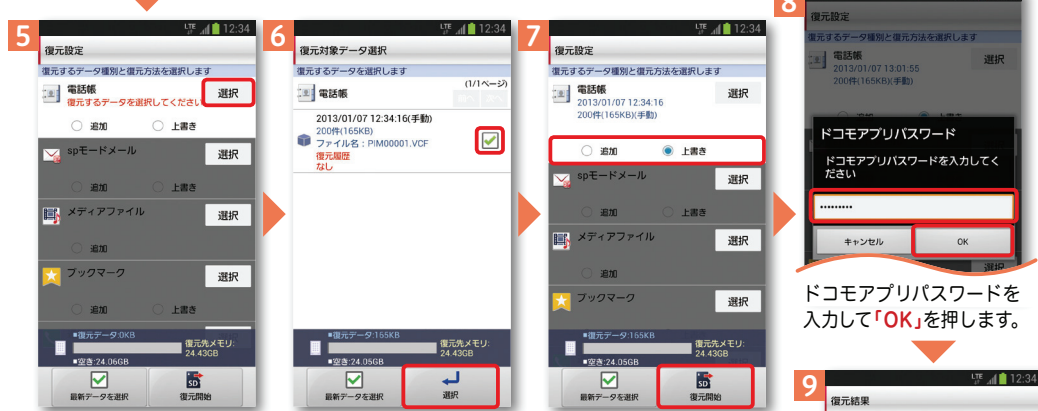 5
LTE 12:34
復元設定
復元するデータ種別と復元方法を選択します
電話帳
復元するデータを選択してください
選択
追加 上書き
spモードメール
選択
追加 上書き
メディアファイル
選択
追加
ブックマーク
選択
追加 上書き
■復元データ:0KB
復元先メモリ:
24.43GB
■空き:24.06GB
最新データを選択 復元開始
6
LTE 12:34
復元対象データ選択
復元するデータを選択します
(1/1ページ)
電話帳
2013/01/07 12:34:16(手動)
200件(165KB)
ファイル名:PIM00001.VCF
復元履歴
なし
■復元データ:165KB
復元先メモリ:
24.43GB
■空き:24.06GB
最新データを選択 選択
7
LTE 12:34
復元設定
復元するデータ種別と復元方法を選択します
電話帳
2013/01/07 12:34:16
200件(165KB)(手動)
選択
追加 上書き
spモードメール
選択
追加 上書き
メディアファイル
選択
追加
ブックマーク
選択
■復元データ:165KB
復元先メモリ:
24.43GB
■空き:24.06GB
最新データを選択 復元開始
8
復元設定
復元するデータ種別と復元方法を選択します
電話帳
2013/01/07 13:01:55
200件(165KB)(手動)
選択
ドコモアプリパスワード
ドコモアプリパスワードを入力してく
ださい
•••••••••
キャンセル OK
選択
ドコモアプリパスワードを
入力して「OK」を押します。
9
LTE 12:34
復元結果